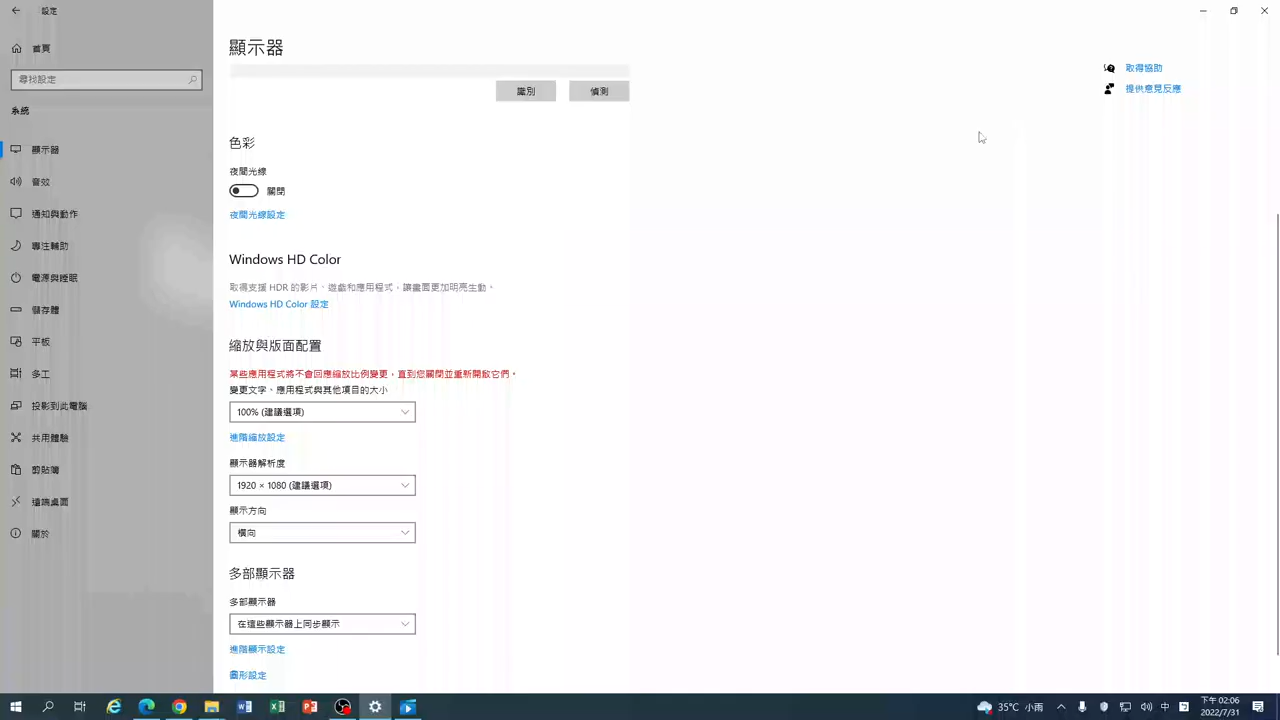 設定
首頁
尋找設定
系統
顯示器
音效
通知與動作
專注輔助
電源與睡眠
儲存體
平板
多工
投影到此電腦
共用體驗
剪貼簿
遠端桌面
關於
顯示器
識別
偵測
色彩
夜間光線
關閉
夜間光線設定
Windows HD Color
取得支援 HDR 的影片、遊戲和應用程式，讓畫面更加明亮生動。
Windows HD Color 設定
縮放與版面配置
某些應用程式將不會回應縮放比例變更，直到您關閉並重新開啟它們。
變更文字、應用程式與其他項目的大小
100% (建議選項)
進階縮放設定
顯示器解析度
1920 × 1080 (建議選項)
顯示方向
橫向
多部顯示器
多部顯示器
在這些顯示器上同步顯示
進階顯示設定
圖形設定
取得協助
提供意見反應
35°C 小雨
中
下午 02:06
2022/7/31